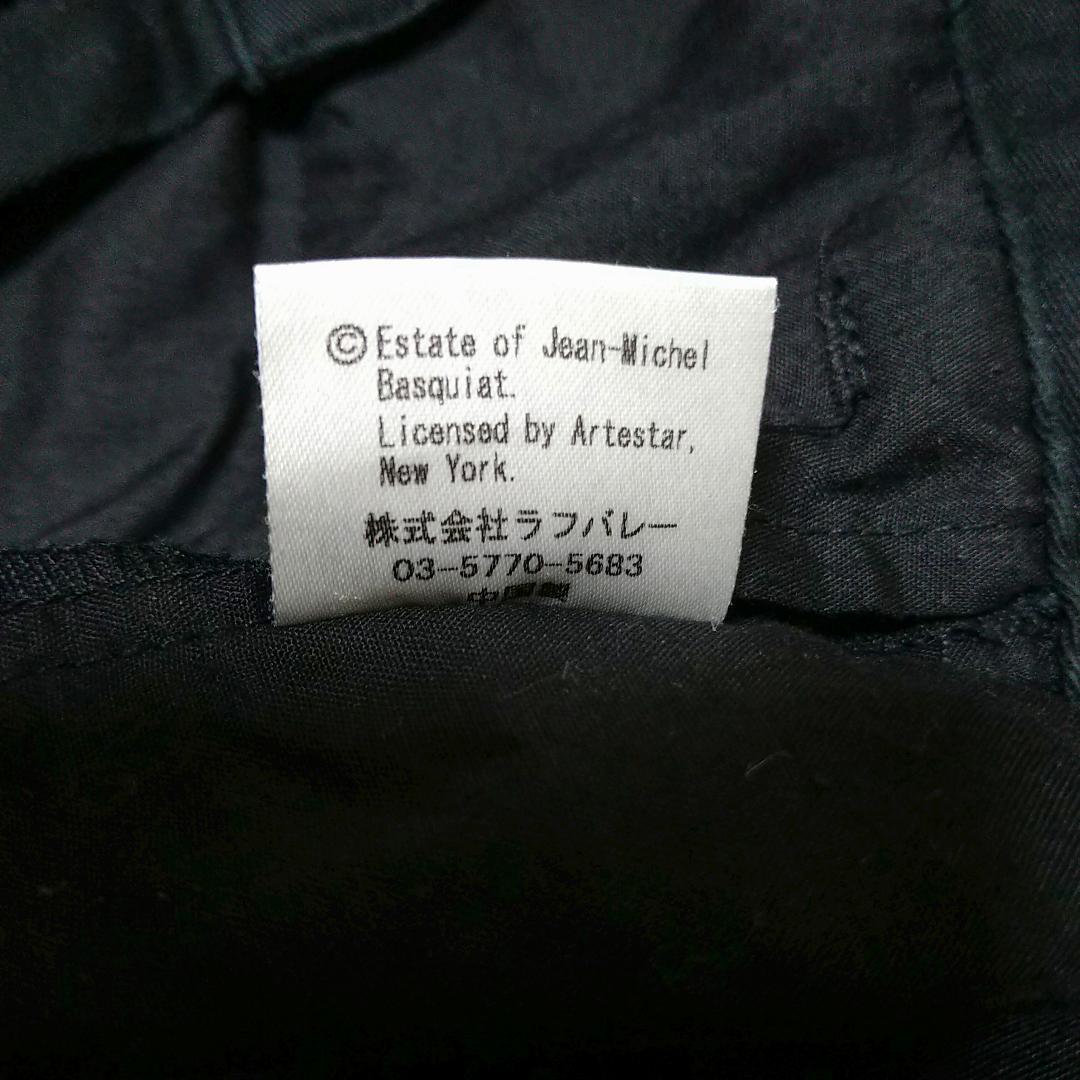 ©Estate of Jean-Michel
Basquiat.
Licensed by Artestar,
New York.
株式会社ラフバレー
03-5770-5683